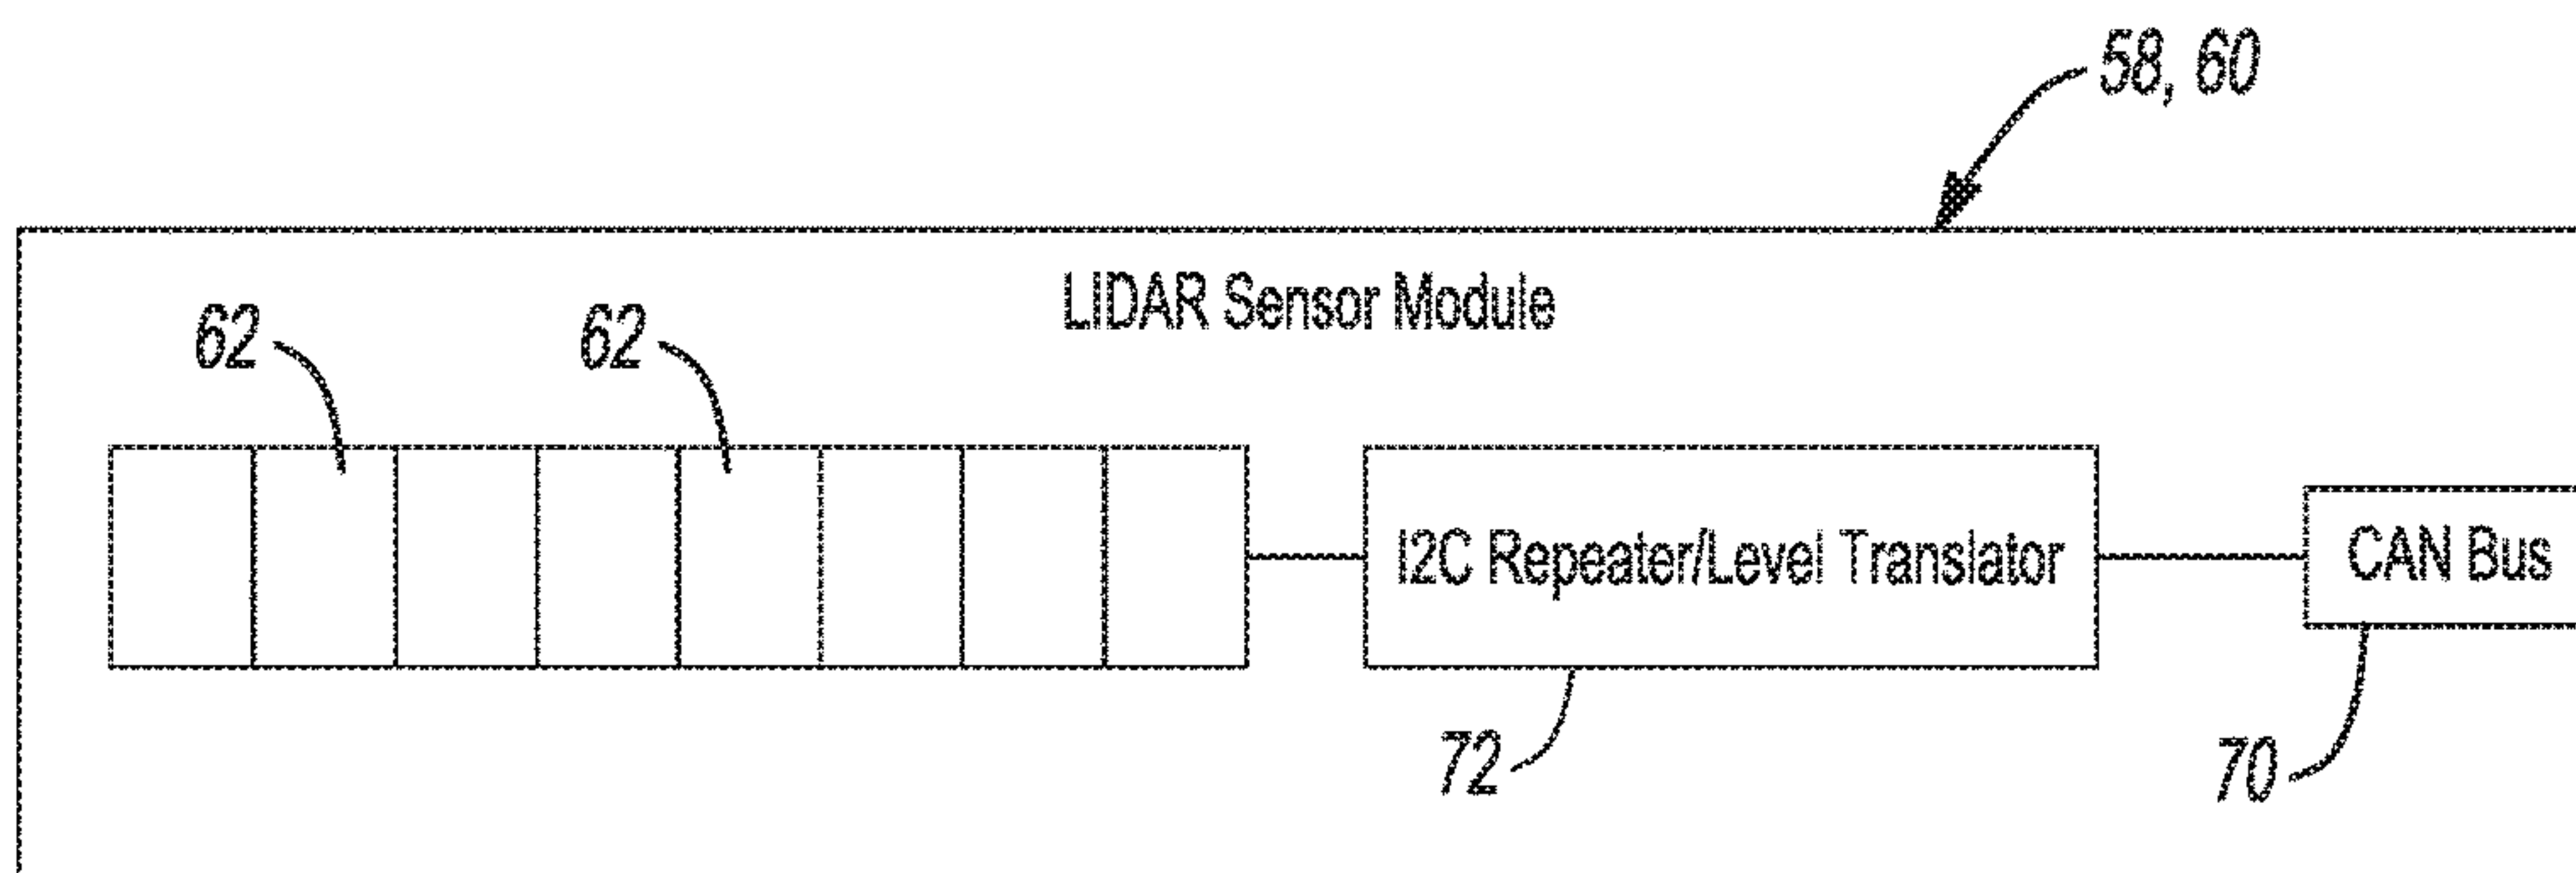 58, 60
LIDAR Sensor Module
62
62
I2C Repeater/Level Translator
CAN Bus
72
70